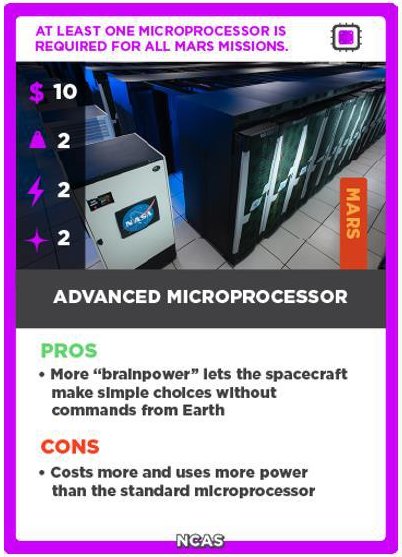 AT LEAST ONE MICROPROCESSOR IS
REQUIRED FOR ALL MARS MISSIONS.
$ 10
2
2
2
NASA
MARS
ADVANCED MICROPROCESSOR
PROS
• More “brainpower” lets the spacecraft
make simple choices without
commands from Earth
CONS
• Costs more and uses more power
than the standard microprocessor
NCAS